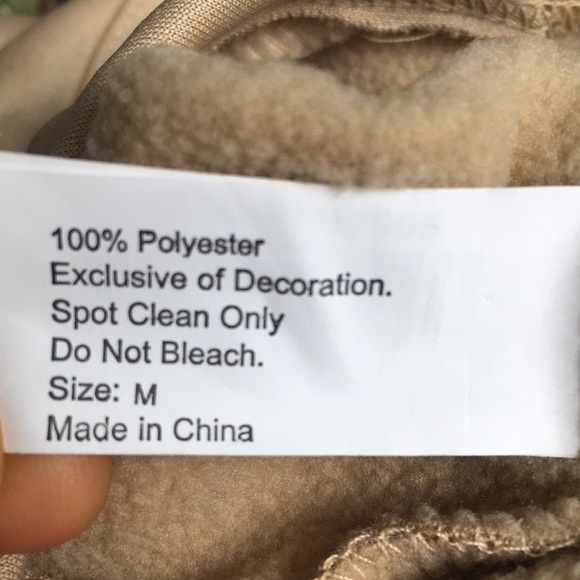 100% Polyester
Exclusive of Decoration.
Spot Clean Only
Do Not Bleach.
Size: M
Made in China